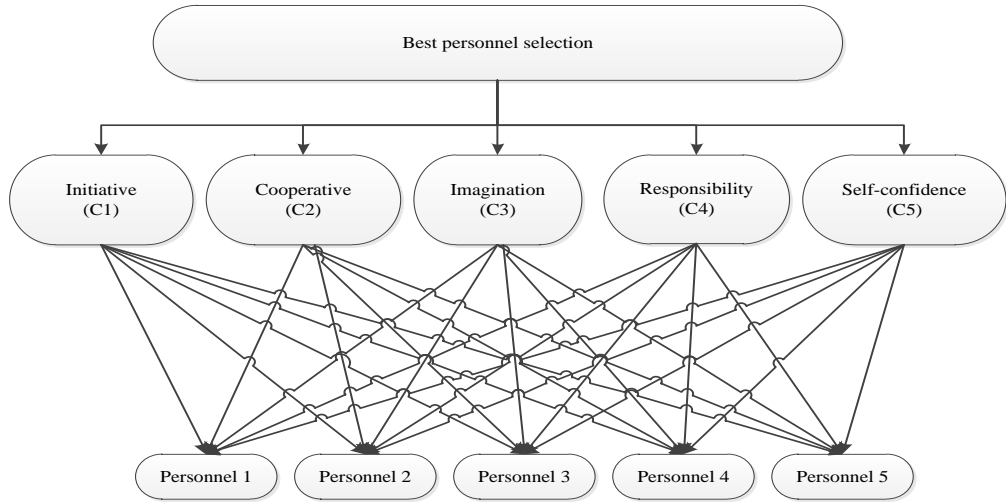 Best personnel selection
Initiative
(C1)
Cooperative
(C2)
Imagination
(C3)
Responsibility
(C4)
Self-confidence
(C5)
Personnel 1
Personnel 2
Personnel 3
Personnel 4
Personnel 5